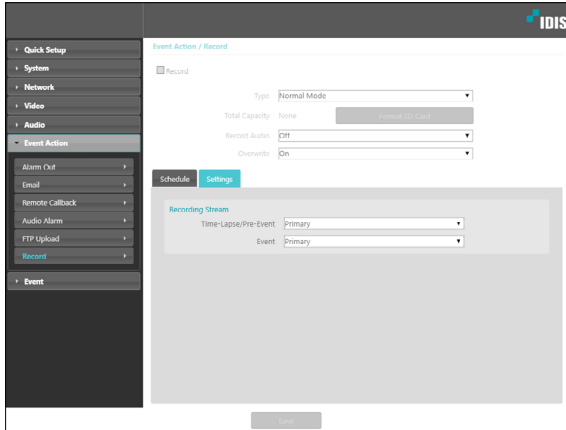 IDIS
Quick Setup
System
Network
Video
Audio
Event Action
Alarm Out
Email
Remote Callback
Audio Alarm
FTP Upload
Record
Event
Event Action / Record
Record
Type Normal Mode
Total Capacity None Format SD Card
Record Audio Off
Overwrite On
Schedule Settings
Recording Stream
Time-Lapse/Pre-Event Primary
Event Primary
Save